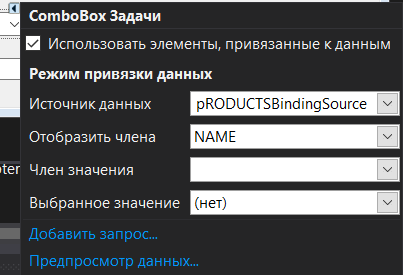 ComboBox Задачи
Использовать элементы, привязанные к данным
Режим привязки данных
Источник данных pRODUCTSBindingSource
Отобразить члена NAME
Член значения
Выбранное значение (нет)
Добавить запрос...
Предпросмотр данных...